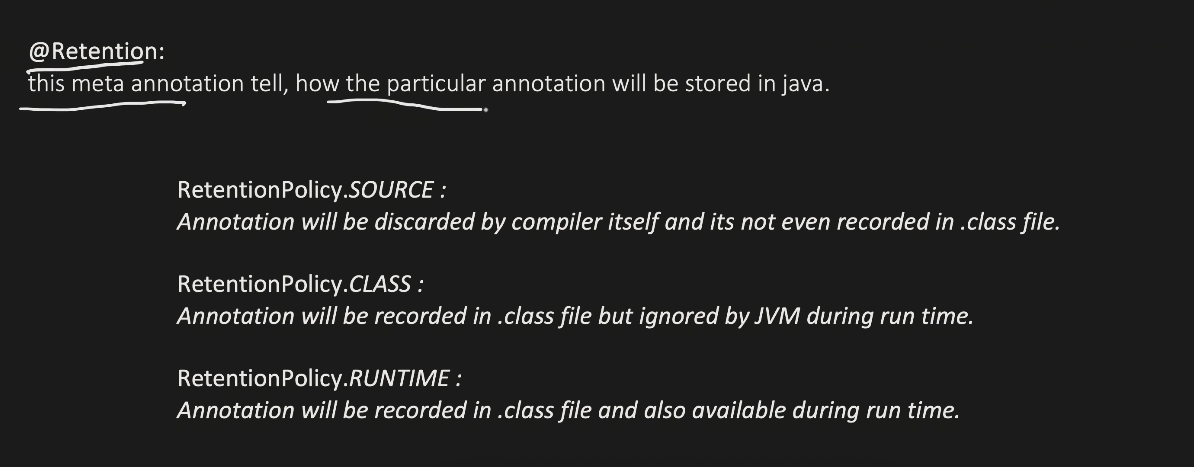 @Retention:
this meta annotation tell, how the particular annotation will be stored in java.
RetentionPolicy.SOURCE :
Annotation will be discarded by compiler itself and its not even recorded in .class file.
RetentionPolicy.CLASS :
Annotation will be recorded in .class file but ignored by JVM during run time.
RetentionPolicy.RUNTIME :
Annotation will be recorded in .class file and also available during run time.